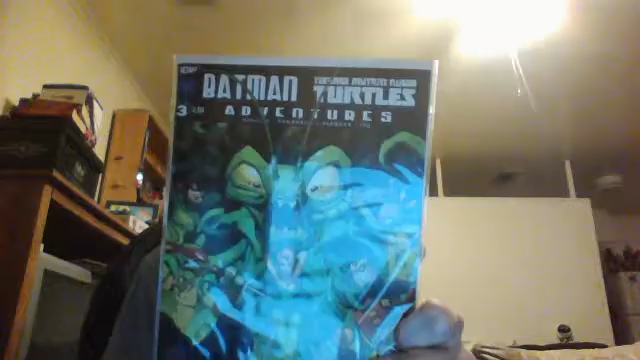 IDW
BATMAN TEENAGE MUTANT NINJA
TURTLES
3
ADVENTURES